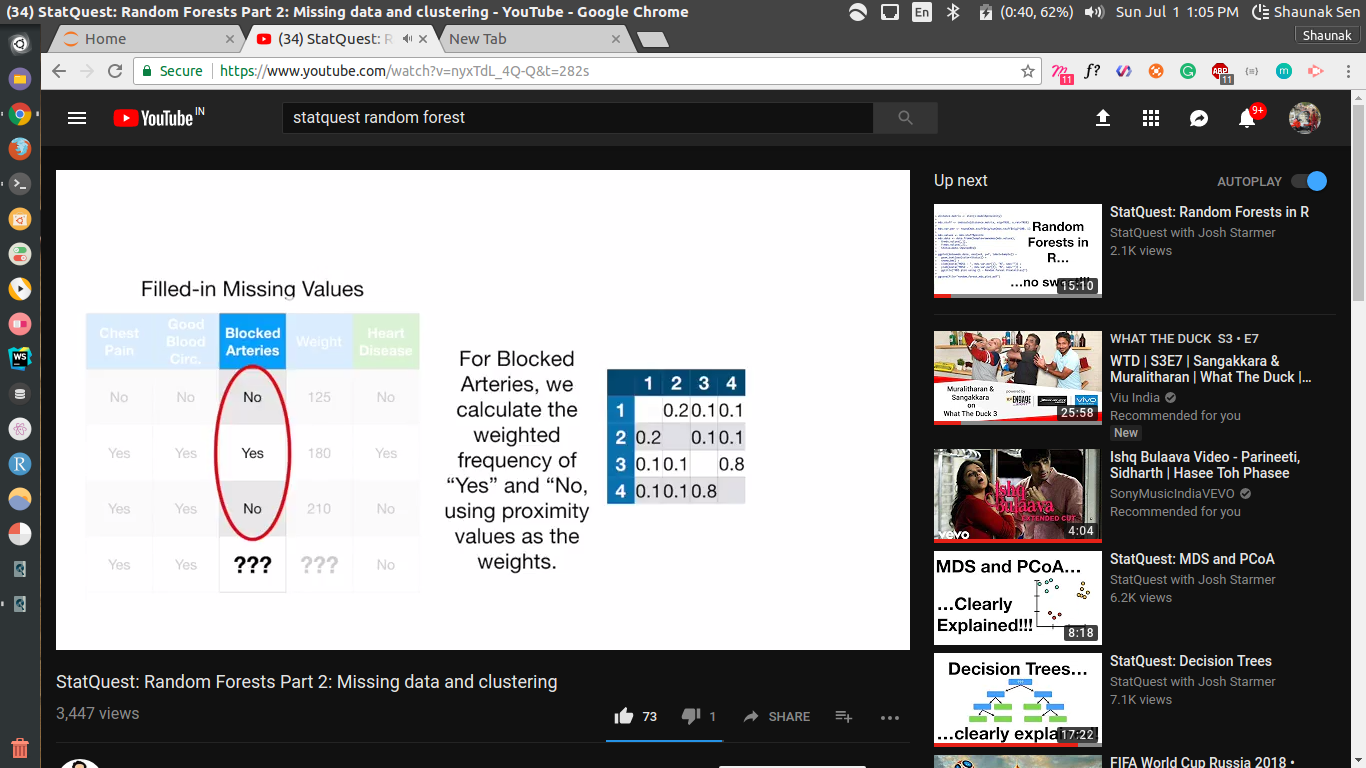 (34) StatQuest: Random Forests Part 2: Missing data and clustering - YouTube - Google Chrome
En
(0:40, 62%)
Sun Jul 1 1:05 PM
Shaunak Sen
Shaunak
Home
(34) StatQuest: R
New Tab
Secure
https://www.youtube.com/watch?v=nyxTdL_4Q-Q&t=282s
11
f?
ABP
11
m
YouTube IN
statquest random forest
9+
Filled-in Missing Values
Chest Pain
Good Blood Circ.
Blocked Arteries
Weight
Heart Disease
No No No 125 No
Yes Yes Yes 180 Yes
Yes Yes No 210 No
Yes Yes ??? ??? No
For Blocked
Arteries, we
calculate the
weighted
frequency of
“Yes” and “No,
using proximity
values as the
weights.
1 2 3 4
1 0.2 0.1 0.1
2 0.2 0.1 0.1
3 0.1 0.1 0.8
4 0.1 0.1 0.8
StatQuest: Random Forests Part 2: Missing data and clustering
3,447 views
73
1
SHARE
Up next
AUTOPLAY
Random
Forests in
R...
15:10
StatQuest: Random Forests in R
StatQuest with Josh Starmer
2.1K views
Muralitharan &
Sangakkara
on
What The Duck 3
ENGAGE
VIVO
25:58
WHAT THE DUCK S3 • E7
WTD | S3E7 | Sangakkara &
Muralitharan | What The Duck |...
Viu India
Recommended for you
New
Ishq
Bulaava
EXTENDED CUT
vevo
4:04
Ishq Bulaava Video - Parineeti,
Sidharth | Hasee Toh Phasee
SonyMusicIndiaVEVO
Recommended for you
MDS and PCoA...
...Clearly
Explained!!!
8:18
StatQuest: MDS and PCoA
StatQuest with Josh Starmer
6.2K views
Decision Trees...
17:22
StatQuest: Decision Trees
StatQuest with Josh Starmer
7.1K views
FIFA World Cup Russia 2018 •
WS
R